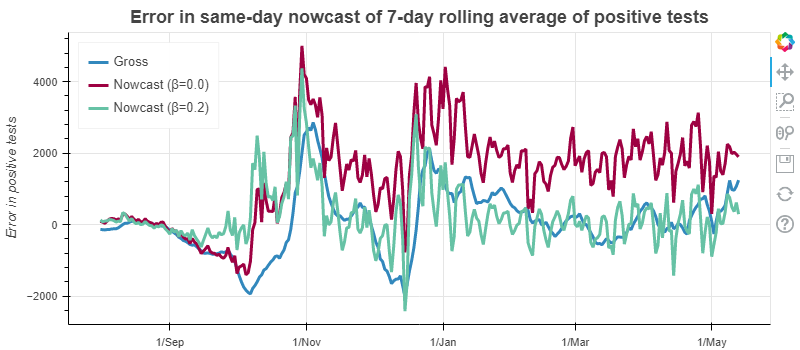 Error in same-day nowcast of 7-day rolling average of positive tests
Gross
Nowcast (β=0.0)
Nowcast (β=0.2)
Error in positive tests
4000
2000
0
−2000
1/Sep
1/Nov
1/Jan
1/Mar
1/May